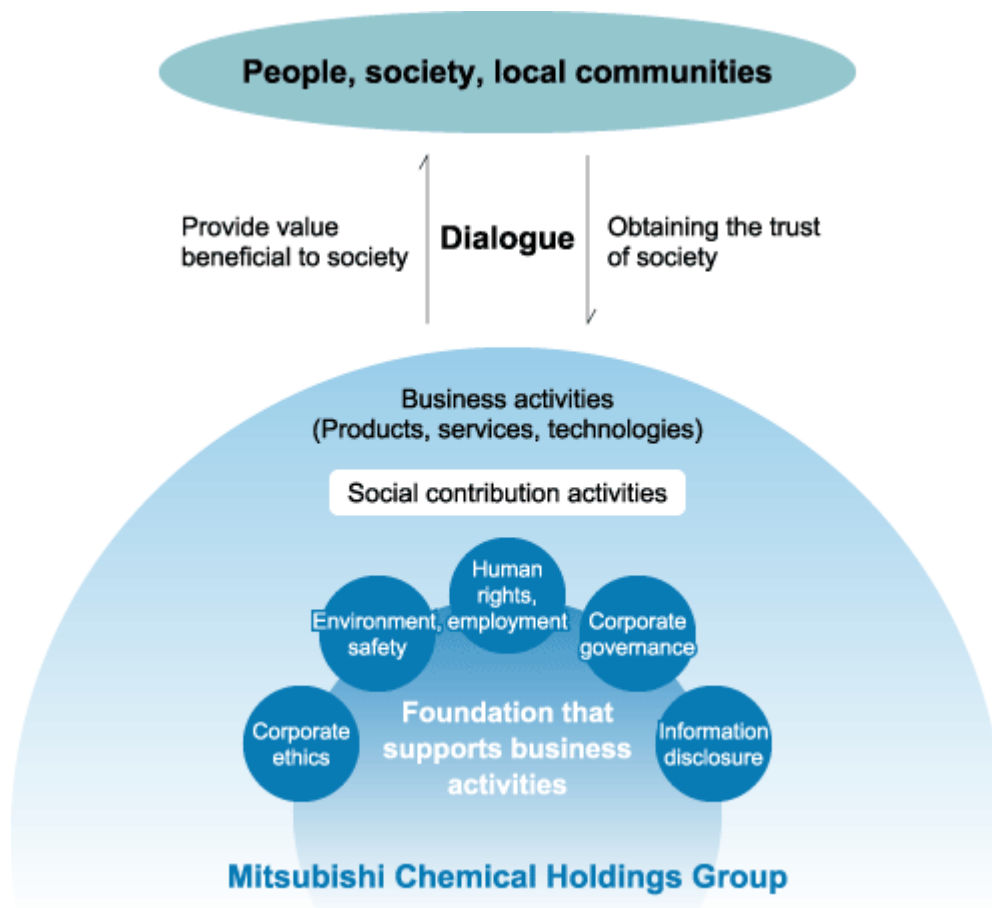 People, society, local communities
Provide value
beneficial to society
Dialogue
Obtaining the trust
of society
Business activities
(Products, services, technologies)
Social contribution activities
Human
rights,
employment
Environment,
safety
Corporate
governance
Corporate
ethics
Information
disclosure
Foundation that
supports business
activities
Mitsubishi Chemical Holdings Group